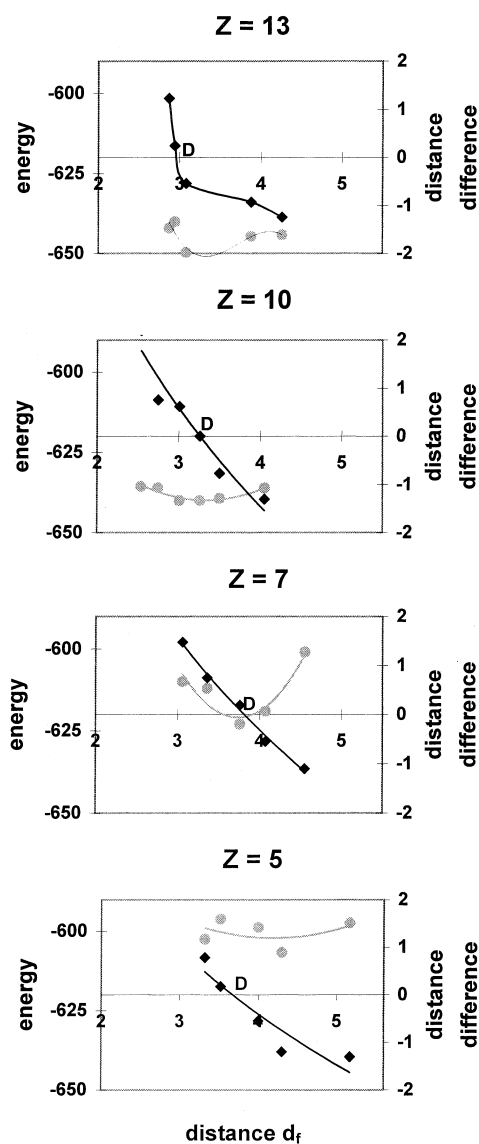 Z = 13
2
-600
1
energy
D
0
distance
difference
-625
2 3 4 5
-1
-650
-2
Z = 10
2
-600
1
energy
D
0
distance
difference
-625
2 3 4 5
-1
-650
-2
Z = 7
2
-600
1
energy
D
0
distance
difference
-625
2 3 4 5
-1
-650
-2
Z = 5
2
-600
1
energy
D
0
distance
difference
-625
2 3 4 5
-1
-650
-2
distance df